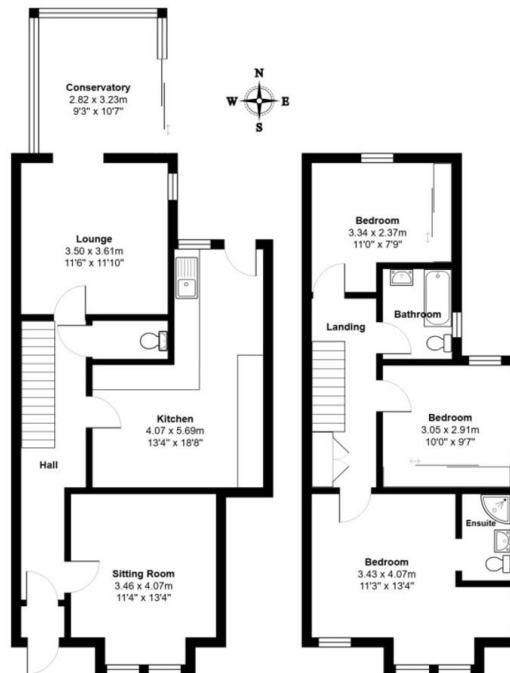 Conservatory
2.82 x 3.23m
9'3" x 10'7"
N
W E
S
Lounge
3.50 x 3.61m
11'6" x 11'10"
Kitchen
4.07 x 5.69m
13'4" x 18'8"
Hall
Sitting Room
3.46 x 4.07m
11'4" x 13'4"
Bedroom
3.34 x 2.37m
11'0" x 7'9"
Bathroom
Landing
Bedroom
3.05 x 2.91m
10'0" x 9'7"
Ensuite
Bedroom
3.43 x 4.07m
11'3" x 13'4"